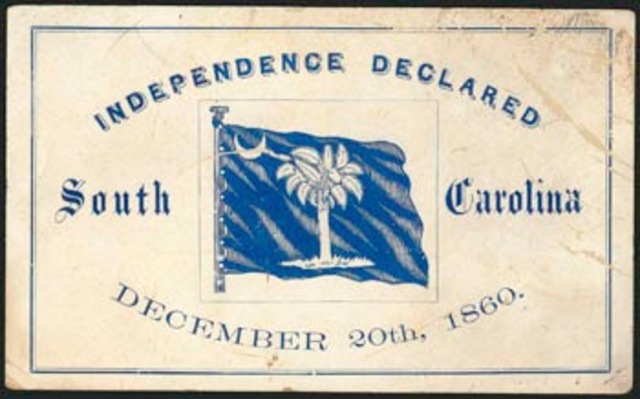 INDEPENDENCE DECLARED
South Carolina
DECEMBER 20th, 1860.